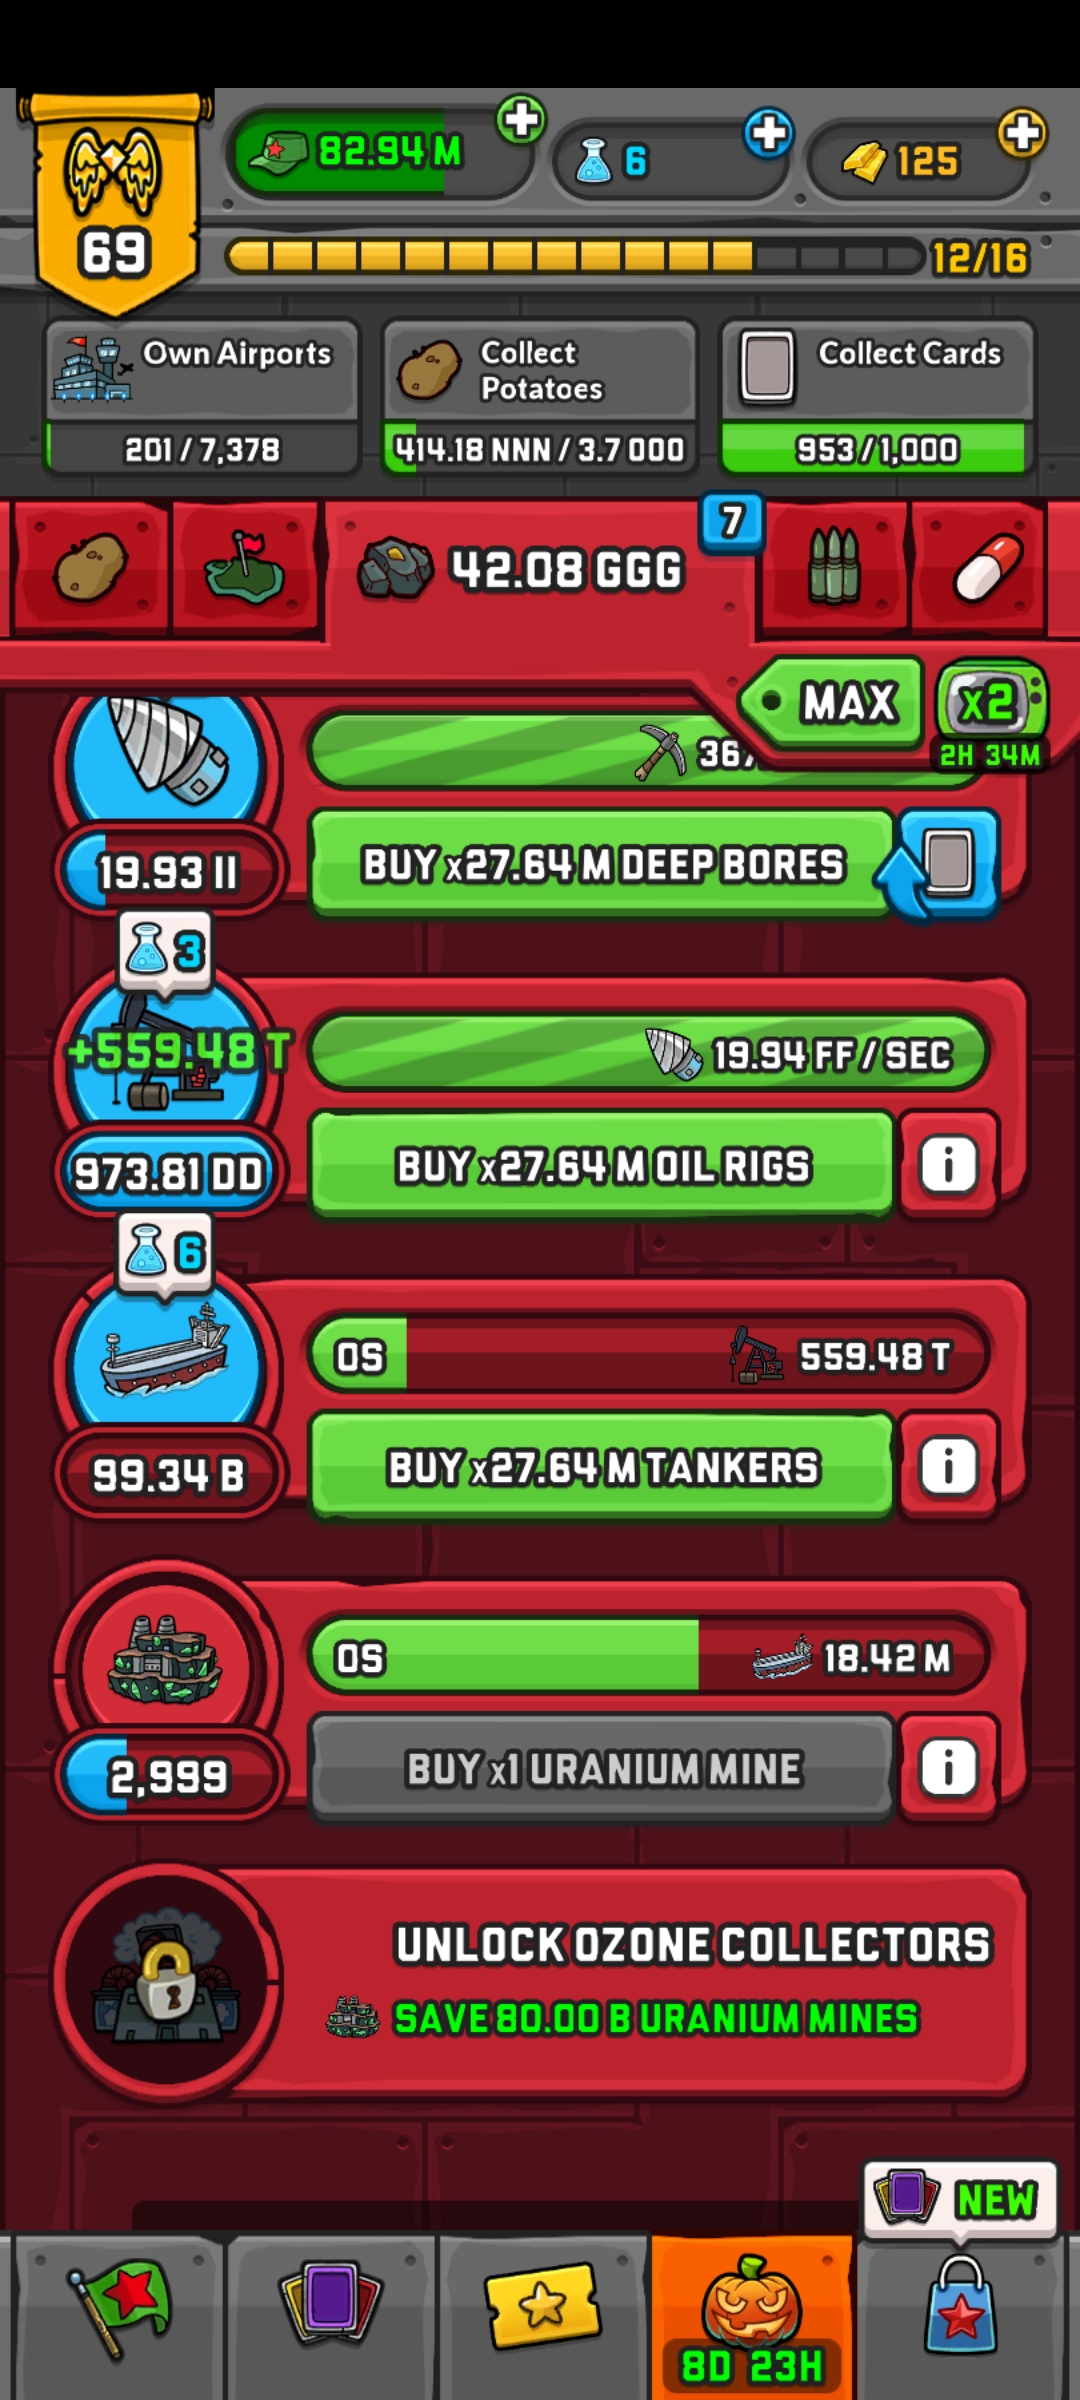 82.94 M
6
125
69
12/16
Own Airports
Collect
Potatoes
Collect Cards
201 / 7,378
414.18 NNN / 3.7 OOO
953 / 1,000
42.08 GGG
7
MAX
x2
2H 34M
19.93 II
BUY x27.64 M DEEP BORES
3
+559.48 T
19.94 FF / SEC
973.81 DD
BUY x27.64 M OIL RIGS
6
0S
559.48 T
99.34 B
BUY x27.64 M TANKERS
0S
18.42 M
2,999
BUY x1 URANIUM MINE
UNLOCK OZONE COLLECTORS
SAVE 80.00 B URANIUM MINES
NEW
8D 23H